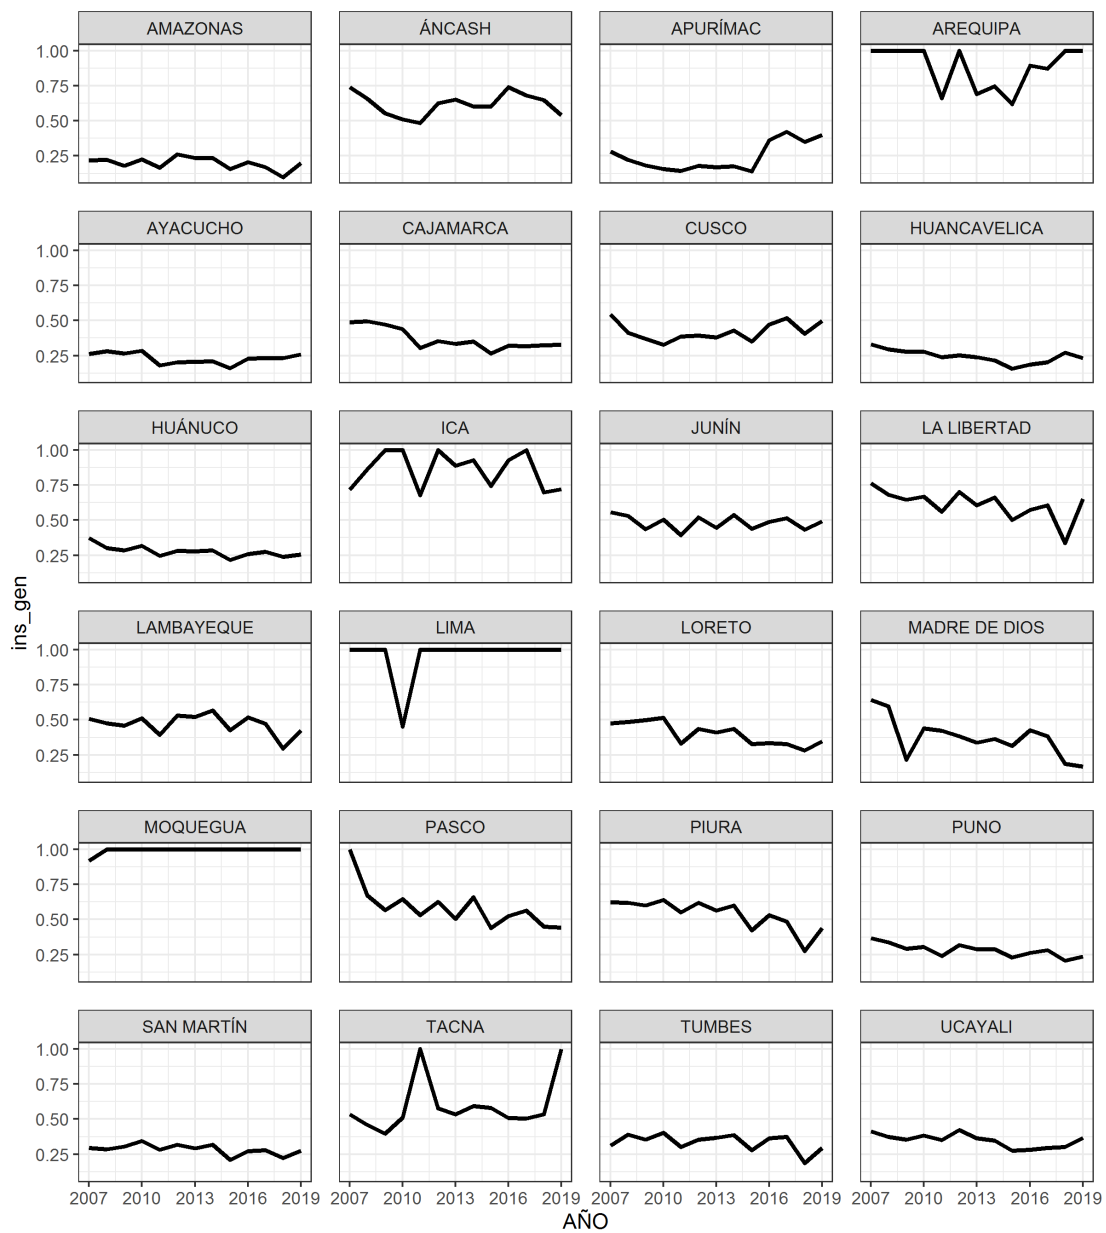 AMAZONAS ÁNCASH APURÍMAC AREQUIPA
1.00
0.75
0.50
0.25
AYACUCHO CAJAMARCA CUSCO HUANCAVELICA
1.00
0.75
0.50
0.25
HUÁNUCO ICA JUNÍN LA LIBERTAD
1.00
0.75
0.50
0.25
ins_gen
LAMBAYEQUE LIMA LORETO MADRE DE DIOS
1.00
0.75
0.50
0.25
MOQUEGUA PASCO PIURA PUNO
1.00
0.75
0.50
0.25
SAN MARTÍN TACNA TUMBES UCAYALI
1.00
0.75
0.50
0.25
2007 2010 2013 2016 2019 2007 2010 2013 2016 2019 2007 2010 2013 2016 2019 2007 2010 2013 2016 2019
AÑO